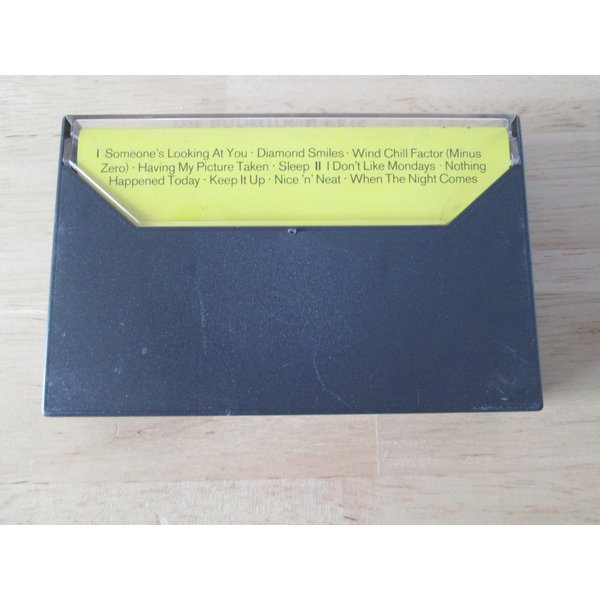 I Someone's Looking At You · Diamond Smiles · Wind Chill Factor (Minus
Zero) · Having My Picture Taken · Sleep II I Don't Like Mondays · Nothing
Happened Today · Keep It Up · Nice 'n' Neat · When The Night Comes